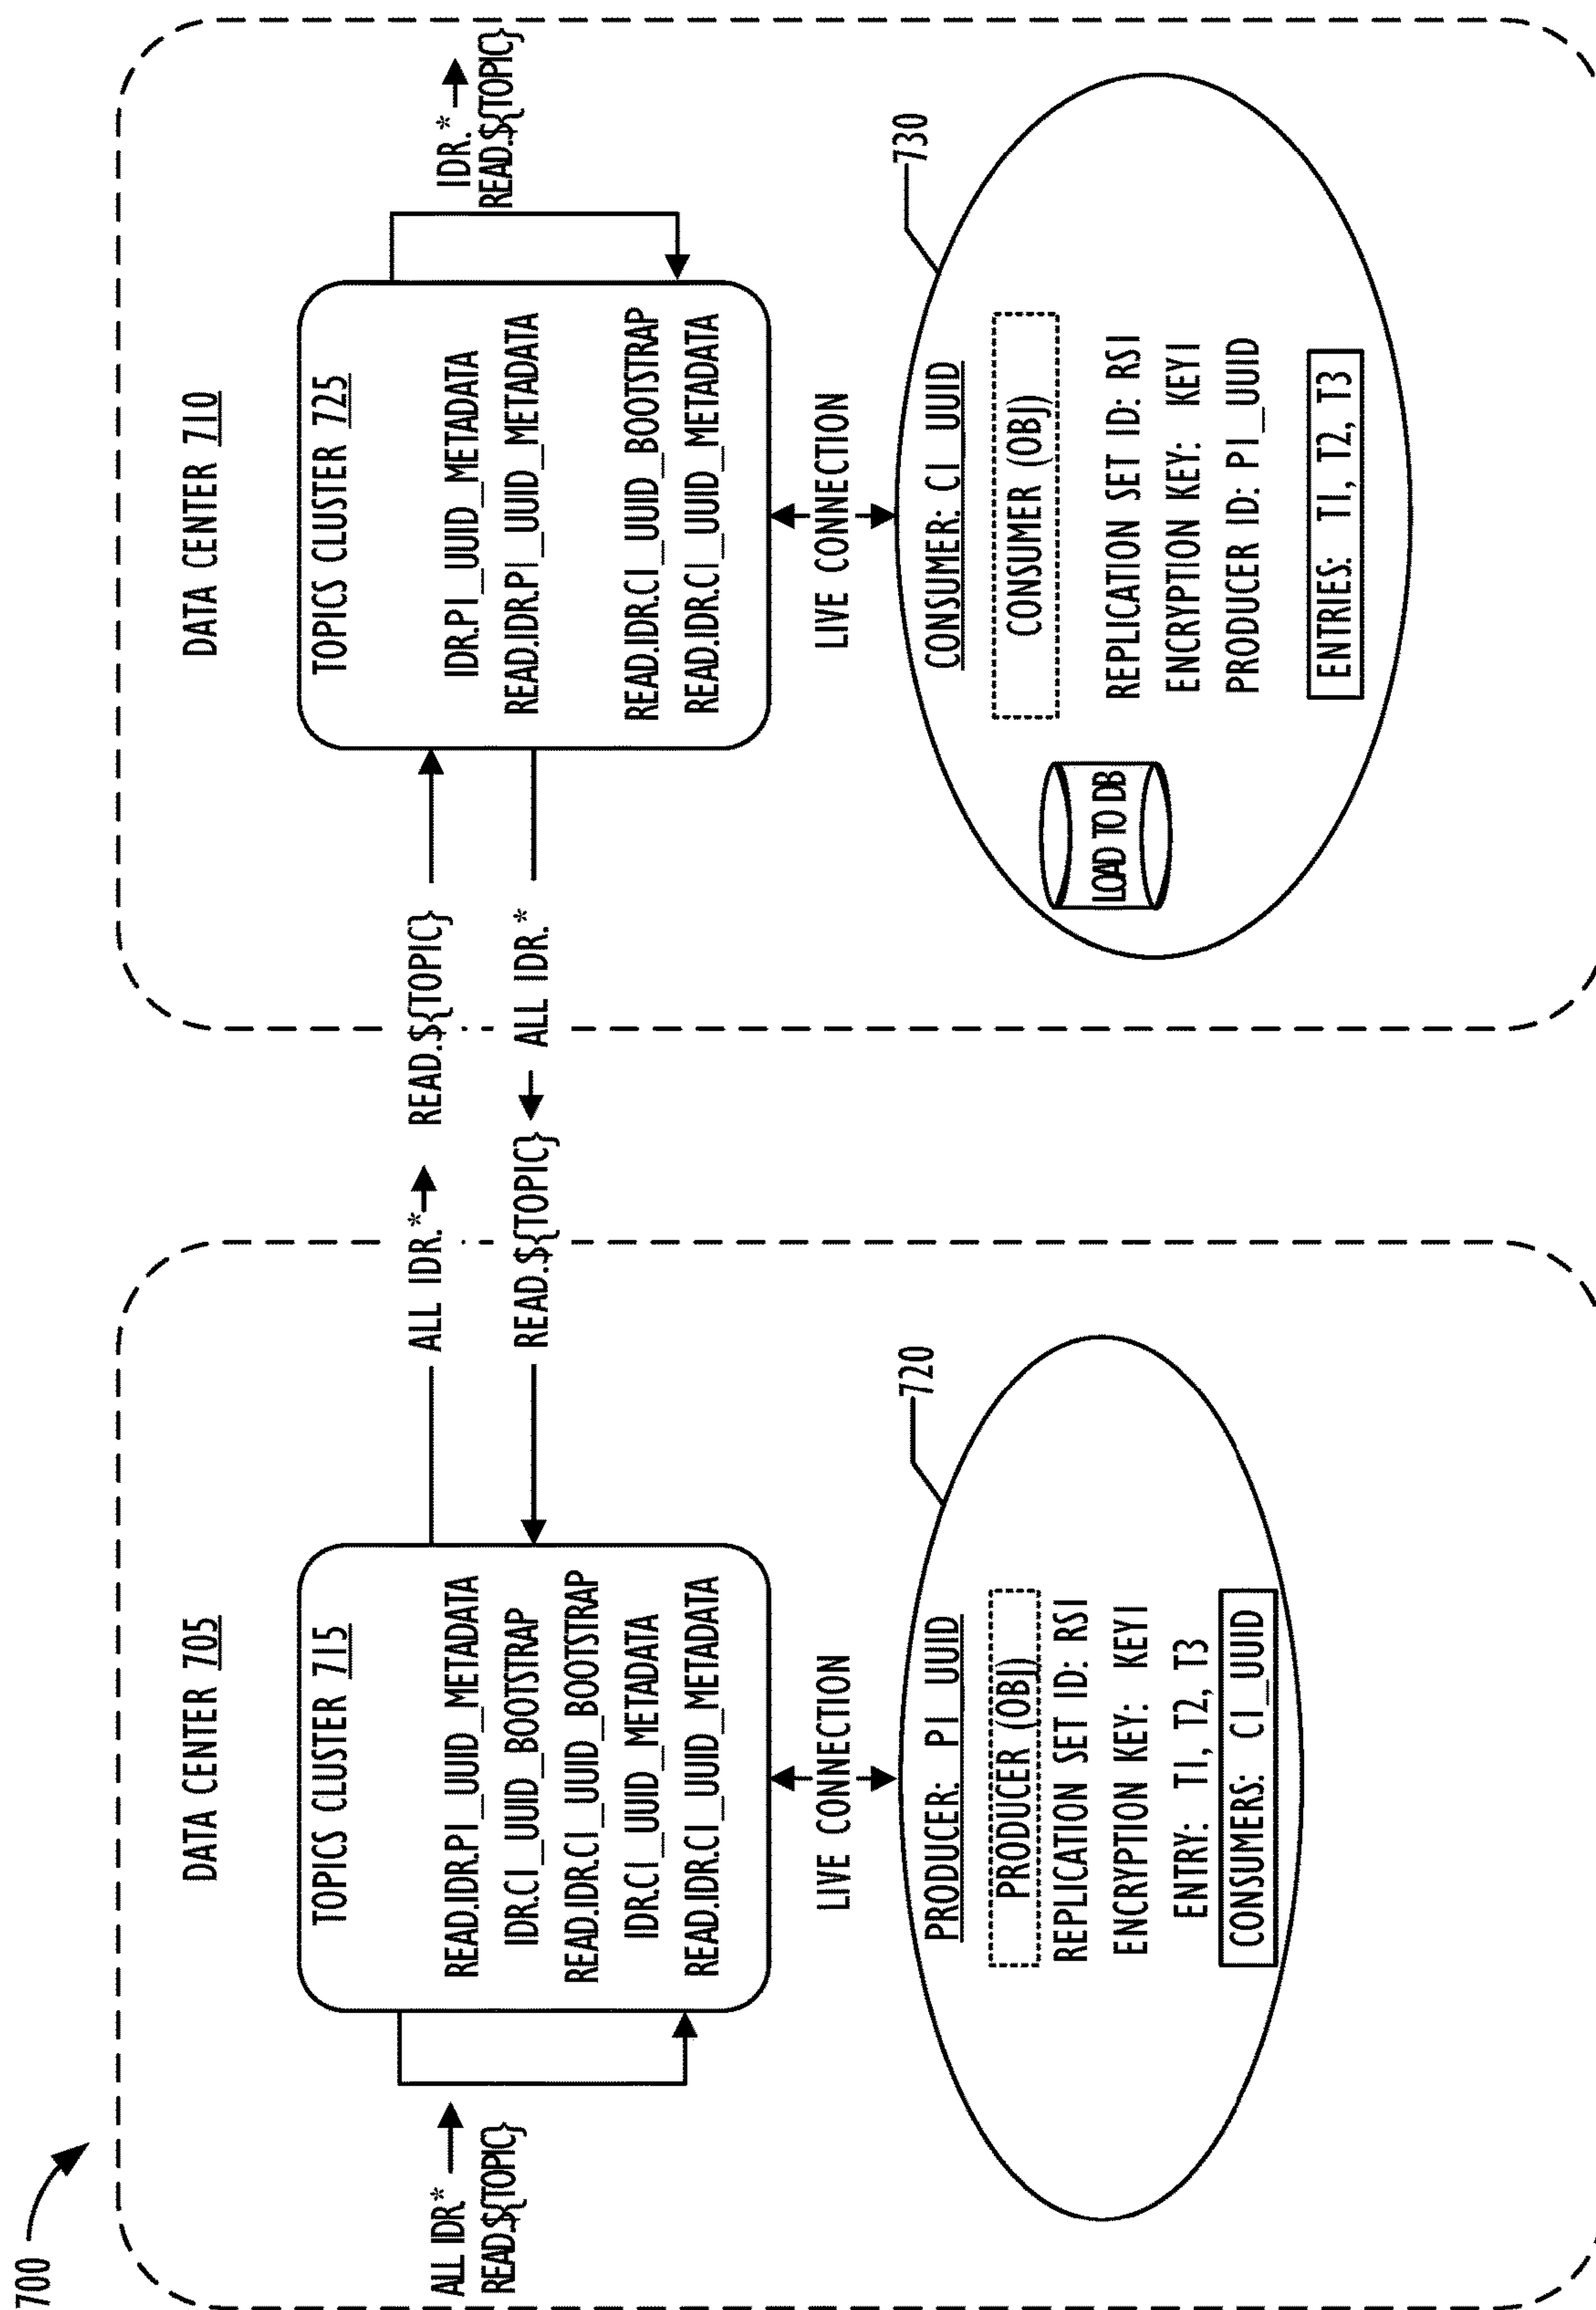 700
DATA CENTER 705
ALL IDR* →
READ.${TOPIC}
TOPICS CLUSTER 715
READ.IDR.P1_UUID_METADATA
IDR.C1_UUID_BOOTSTRAP
READ.IDR.C1_UUID_BOOTSTRAP
IDR.C1_UUID_METADATA
READ.IDR.C1_UUID_METADATA
LIVE CONNECTION
720
PRODUCER: P1_UUID
PRODUCER (OBJ)
REPLICATION SET ID: RS1
ENCRYPTION KEY: KEY1
ENTRY: T1, T2, T3
CONSUMERS: C1_UUID
ALL IDR.* → READ.${TOPIC}
READ.${TOPIC} ← ALL IDR.*
DATA CENTER 710
TOPICS CLUSTER 725
IDR.P1_UUID_METADATA
READ.IDR.P1_UUID_METADATA
READ.IDR.C1_UUID_BOOTSTRAP
READ.IDR.C1_UUID_METADATA
IDR.* →
READ.${TOPIC}
LIVE CONNECTION
730
CONSUMER: C1_UUID
CONSUMER (OBJ)
REPLICATION SET ID: RS1
ENCRYPTION KEY: KEY1
PRODUCER ID: P1_UUID
LOAD TO DB
ENTRIES: T1, T2, T3